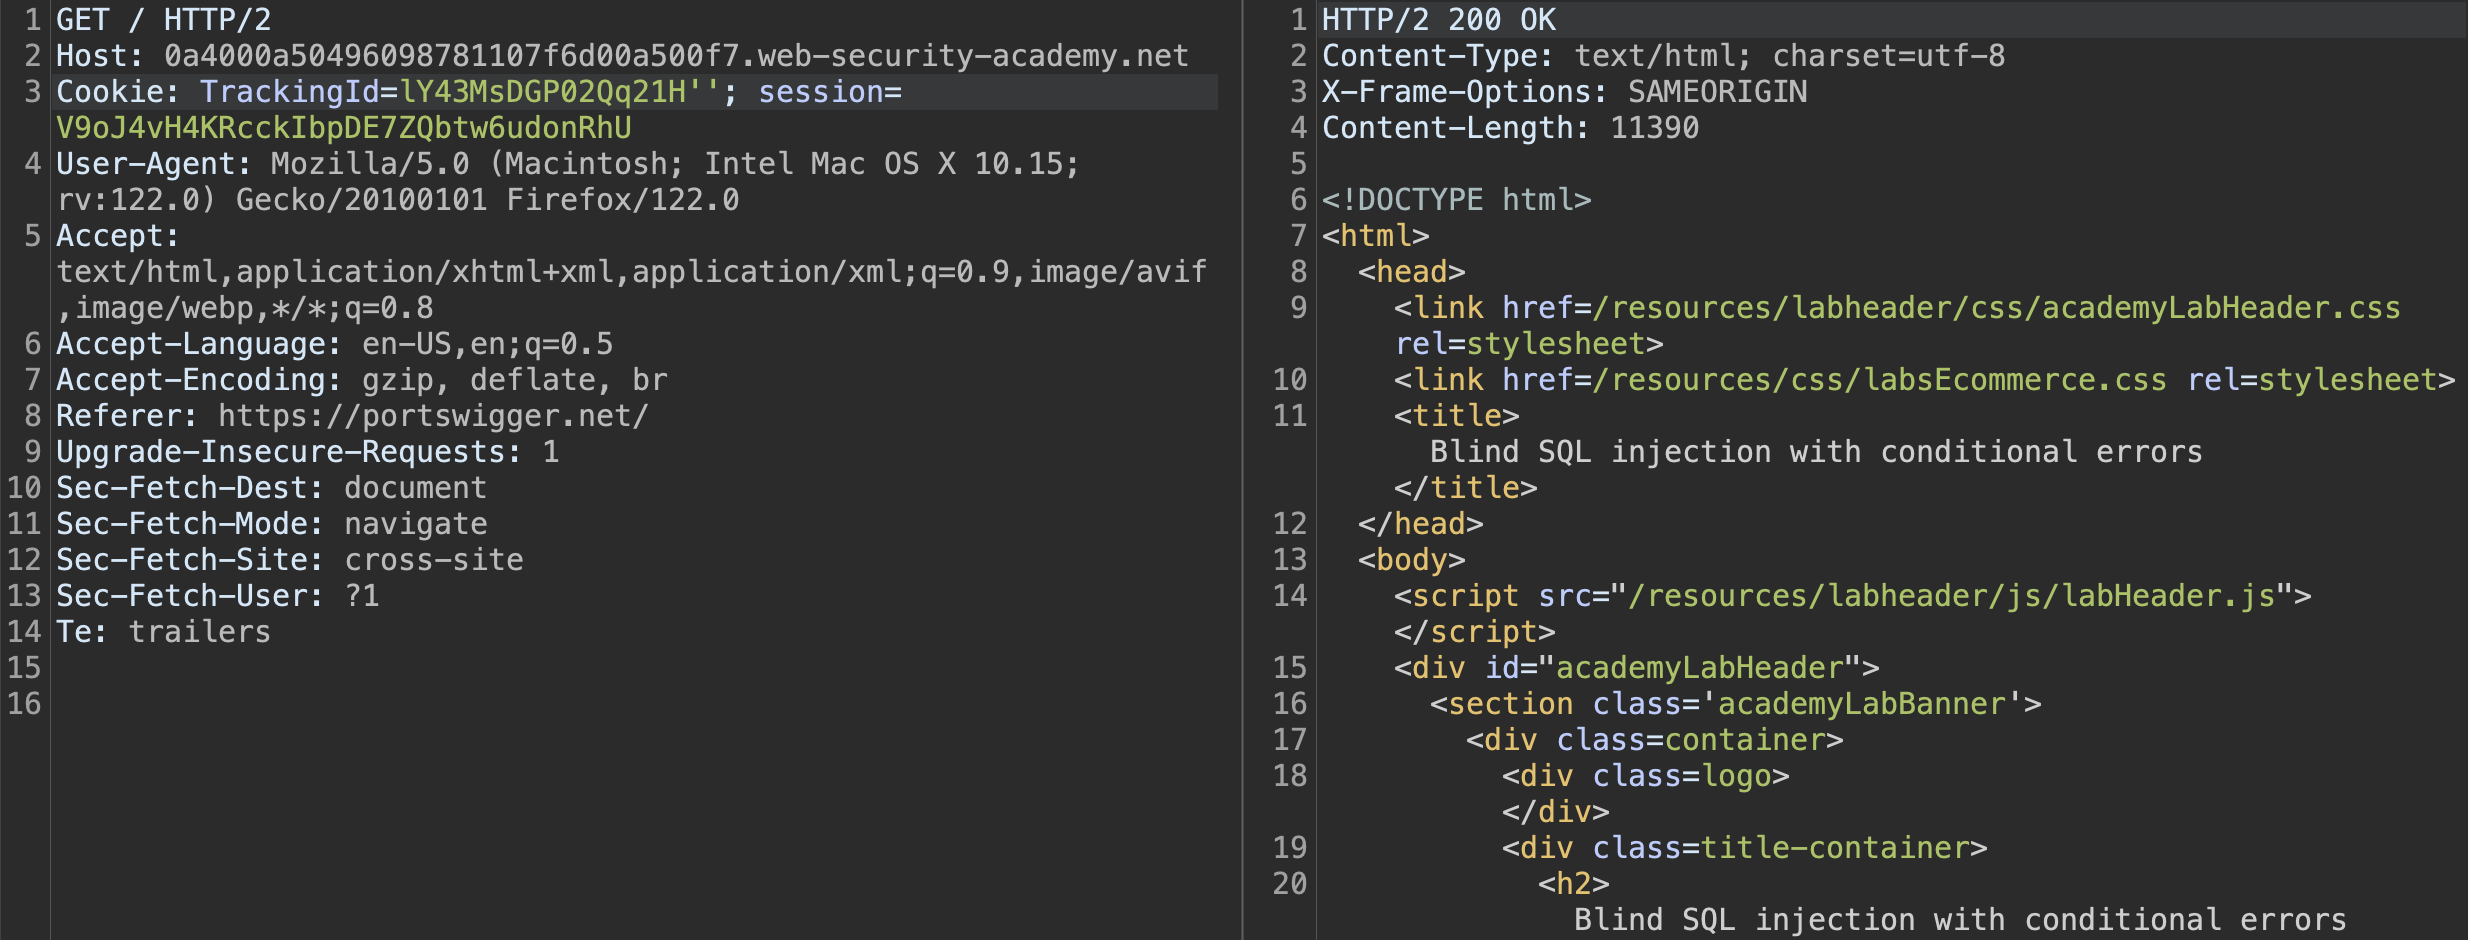 1 GET / HTTP/2
2 Host: 0a4000a50496098781107f6d00a500f7.web-security-academy.net
3 Cookie: TrackingId=lY43MsDGP02Qq21H''; session=
V9oJ4vH4KRcckIbpDE7ZQbtw6udonRhU
4 User-Agent: Mozilla/5.0 (Macintosh; Intel Mac OS X 10.15;
rv:122.0) Gecko/20100101 Firefox/122.0
5 Accept:
text/html,application/xhtml+xml,application/xml;q=0.9,image/avif
,image/webp,*/*;q=0.8
6 Accept-Language: en-US,en;q=0.5
7 Accept-Encoding: gzip, deflate, br
8 Referer: https://portswigger.net/
9 Upgrade-Insecure-Requests: 1
10 Sec-Fetch-Dest: document
11 Sec-Fetch-Mode: navigate
12 Sec-Fetch-Site: cross-site
13 Sec-Fetch-User: ?1
14 Te: trailers
15
16
1 HTTP/2 200 OK
2 Content-Type: text/html; charset=utf-8
3 X-Frame-Options: SAMEORIGIN
4 Content-Length: 11390
5
6 <!DOCTYPE html>
7 <html>
8 <head>
9 <link href=/resources/labheader/css/academyLabHeader.css
rel=stylesheet>
10 <link href=/resources/css/labsEcommerce.css rel=stylesheet>
11 <title>
Blind SQL injection with conditional errors
</title>
12 </head>
13 <body>
14 <script src="/resources/labheader/js/labHeader.js">
</script>
15 <div id="academyLabHeader">
16 <section class='academyLabBanner'>
17 <div class=container>
18 <div class=logo>
</div>
19 <div class=title-container>
20 <h2>
Blind SQL injection with conditional errors